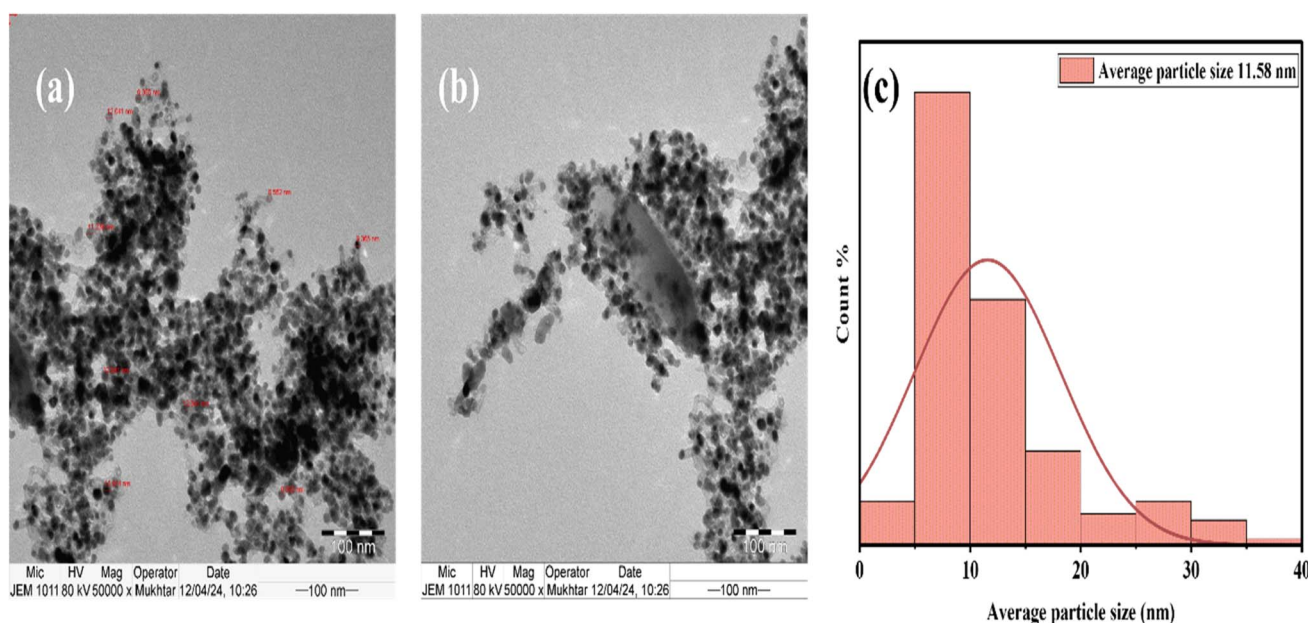 (a)
100 nm
Mic HV Mag Operator Date
JEM 1011 80 kV 50000 x Mukhtar 12/04/24, 10:26 —100 nm—
(b)
100 nm
Mic HV Mag Operator Date
JEM 1011 80 kV 50000 x Mukhtar 12/04/24, 10:26 —100 nm—
(c)
Average particle size 11.58 nm
Count %
0 10 20 30 40
Average particle size (nm)